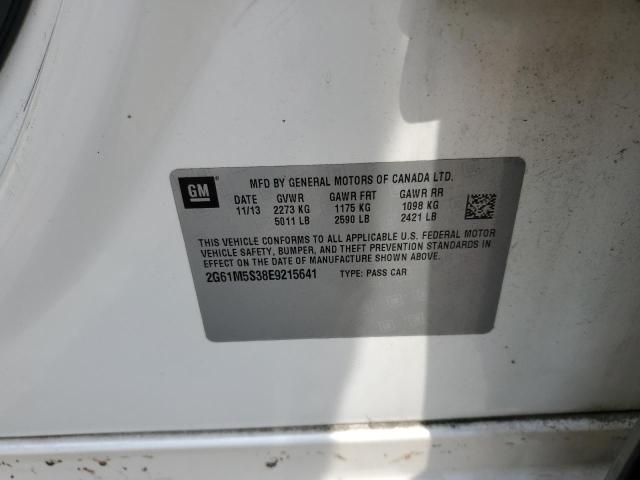 GM
MFD BY GENERAL MOTORS OF CANADA LTD.
DATE GVWR GAWR FRT GAWR RR
11/13 2273 KG 1175 KG 1098 KG
5011 LB 2590 LB 2421 LB
THIS VEHICLE CONFORMS TO ALL APPLICABLE U.S. FEDERAL MOTOR
VEHICLE SAFETY, BUMPER, AND THEFT PREVENTION STANDARDS IN
EFFECT ON THE DATE OF MANUFACTURE SHOWN ABOVE.
2G61M5S38E9215641 TYPE: PASS CAR